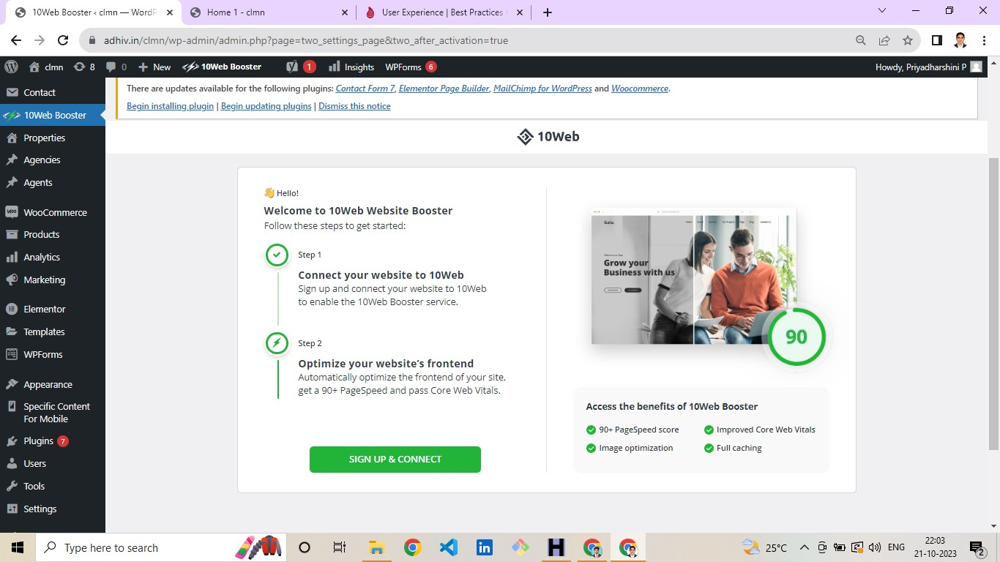 10Web Booster ‹ clmn — WordP
Home 1 - clmn
User Experience | Best Practices
adhiv.in/clmn/wp-admin/admin.php?page=two_settings_page&two_after_activation=true
clmn
8
0
New
10Web Booster
1
Insights
WPForms 6
Howdy, Priyadharshini P
Contact
10Web Booster
Properties
Agencies
Agents
WooCommerce
Products
Analytics
Marketing
Elementor
Templates
WPForms
Appearance
Specific Content
For Mobile
Plugins 7
Users
Tools
Settings
There are updates available for the following plugins: Contact Form 7, Elementor Page Builder, MailChimp for WordPress and Woocommerce.
Begin installing plugin | Begin updating plugins | Dismiss this notice
10Web
Hello!
Welcome to 10Web Website Booster
Follow these steps to get started:
Step 1
Connect your website to 10Web
Sign up and connect your website to 10Web
to enable the 10Web Booster service.
Step 2
Optimize your website’s frontend
Automatically optimize the frontend of your site,
get a 90+ PageSpeed and pass Core Web Vitals.
SIGN UP & CONNECT
Gaia.
Grow your
Business with us
90
Access the benefits of 10Web Booster
90+ PageSpeed score
Improved Core Web Vitals
Image optimization
Full caching
Type here to search
25°C
ENG
22:03
21-10-2023
2